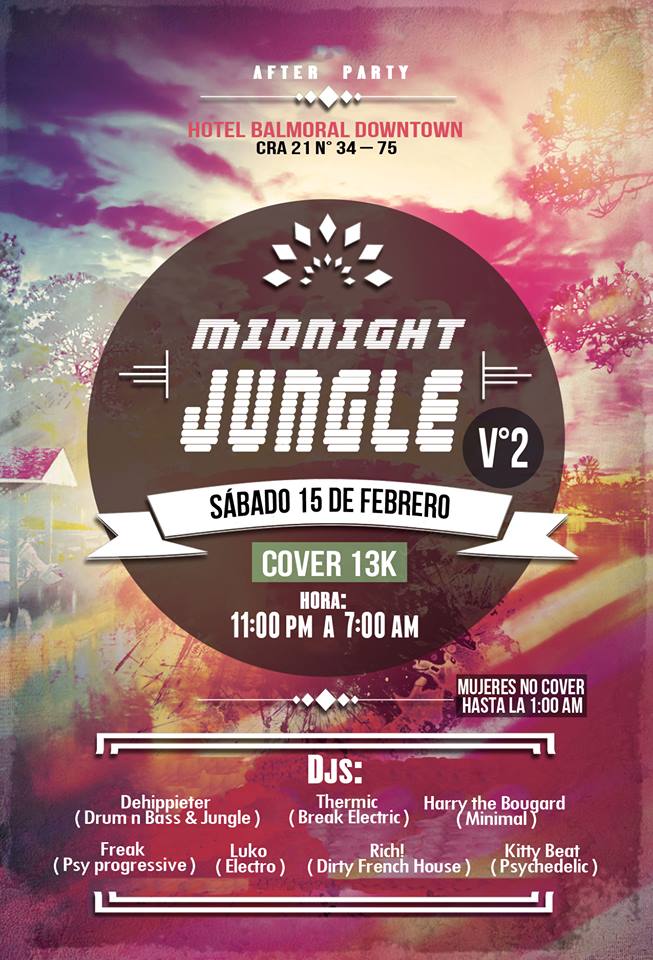 AFTER PARTY
HOTEL BALMORAL DOWNTOWN
CRA 21 N° 34 – 75
MIDNIGHT
JUNGLE
V°2
SÁBADO 15 DE FEBRERO
COVER 13K
HORA:
11:00 PM A 7:00 AM
MUJERES NO COVER
HASTA LA 1:00 AM
DJS:
Dehippieter
( Drum n Bass & Jungle )
Thermic
( Break Electric )
Harry the Bougard
( Minimal )
Freak
( Psy progressive )
Luko
( Electro )
Rich!
( Dirty French House )
Kitty Beat
( Psychedelic )